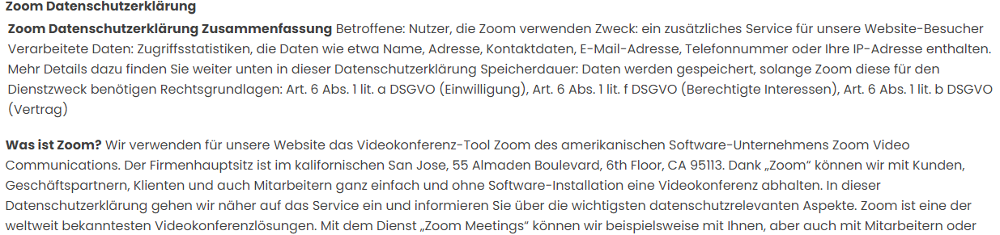 Zoom Datenschutzerklärung
Zoom Datenschutzerklärung Zusammenfassung Betroffene: Nutzer, die Zoom verwenden Zweck: ein zusätzliches Service für unsere Website-Besucher
Verarbeitete Daten: Zugriffsstatistiken, die Daten wie etwa Name, Adresse, Kontaktdaten, E-Mail-Adresse, Telefonnummer oder Ihre IP-Adresse enthalten.
Mehr Details dazu finden Sie weiter unten in dieser Datenschutzerklärung Speicherdauer: Daten werden gespeichert, solange Zoom diese für den
Dienstzweck benötigen Rechtsgrundlagen: Art. 6 Abs. 1 lit. a DSGVO (Einwilligung), Art. 6 Abs. 1 lit. f DSGVO (Berechtigte Interessen), Art. 6 Abs. 1 lit. b DSGVO
(Vertrag)
Was ist Zoom? Wir verwenden für unsere Website das Videokonferenz-Tool Zoom des amerikanischen Software-Unternehmens Zoom Video
Communications. Der Firmenhauptsitz ist im kalifornischen San Jose, 55 Almaden Boulevard, 6th Floor, CA 95113. Dank „Zoom“ können wir mit Kunden,
Geschäftspartnern, Klienten und auch Mitarbeitern ganz einfach und ohne Software-Installation eine Videokonferenz abhalten. In dieser
Datenschutzerklärung gehen wir näher auf das Service ein und informieren Sie über die wichtigsten datenschutzrelevanten Aspekte. Zoom ist eine der
weltweit bekanntesten Videokonferenzlösungen. Mit dem Dienst „Zoom Meetings“ können wir beispielsweise mit Ihnen, aber auch mit Mitarbeitern oder